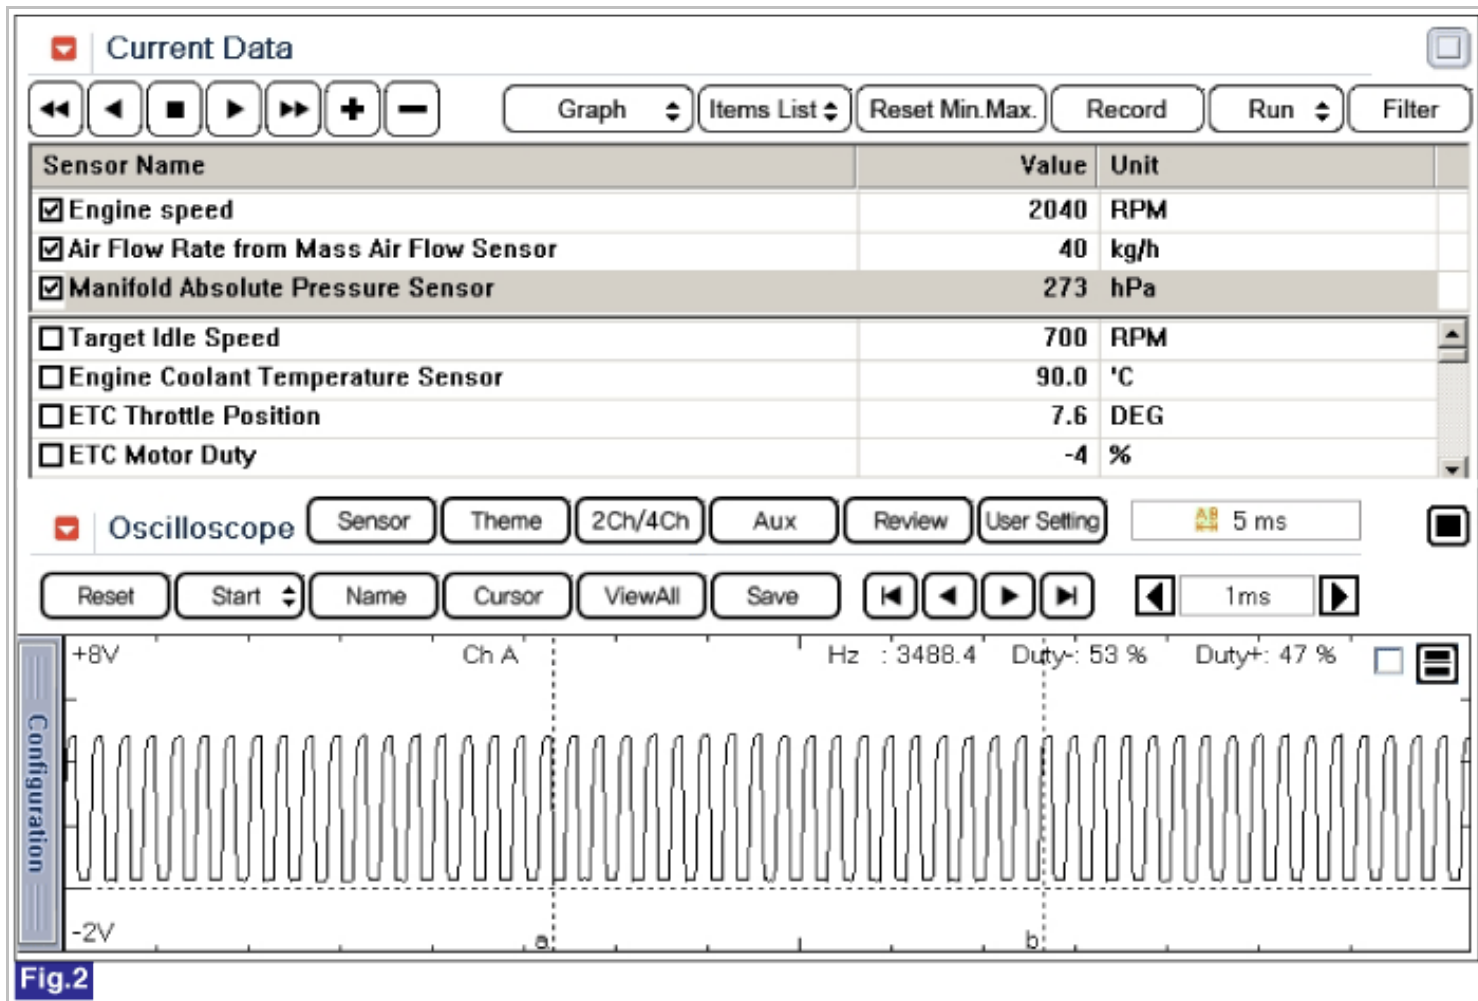 Current Data
Graph Items List Reset Min.Max. Record Run Filter
Sensor Name Value Unit
Engine speed 2040 RPM
Air Flow Rate from Mass Air Flow Sensor 40 kg/h
Manifold Absolute Pressure Sensor 273 hPa
Target Idle Speed 700 RPM
Engine Coolant Temperature Sensor 90.0 'C
ETC Throttle Position 7.6 DEG
ETC Motor Duty -4 %
Oscilloscope Sensor Theme 2Ch/4Ch Aux Review User Setting AB 5 ms
Reset Start Name Cursor ViewAll Save 1ms
+8V Ch A Hz : 3488.4 Duty-: 53 % Duty+: 47 %
Configuration
-2V a b
Fig.2